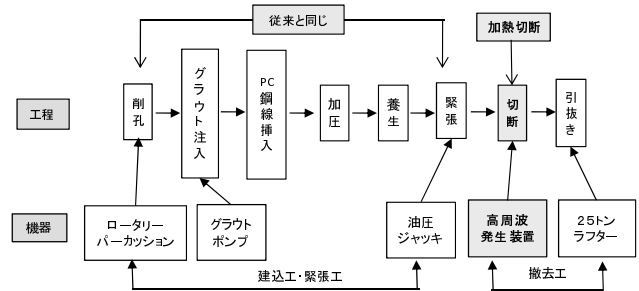 従来と同じ
加熱切断
工程
削孔
グラウト注入
PC鋼線挿入
加圧
養生
緊張
切断
引抜き
機器
ロータリー
パーカッション
グラウト
ポンプ
油圧
ジャッキ
高周波
発生装置
25トン
ラフター
建込工・緊張工
撤去工